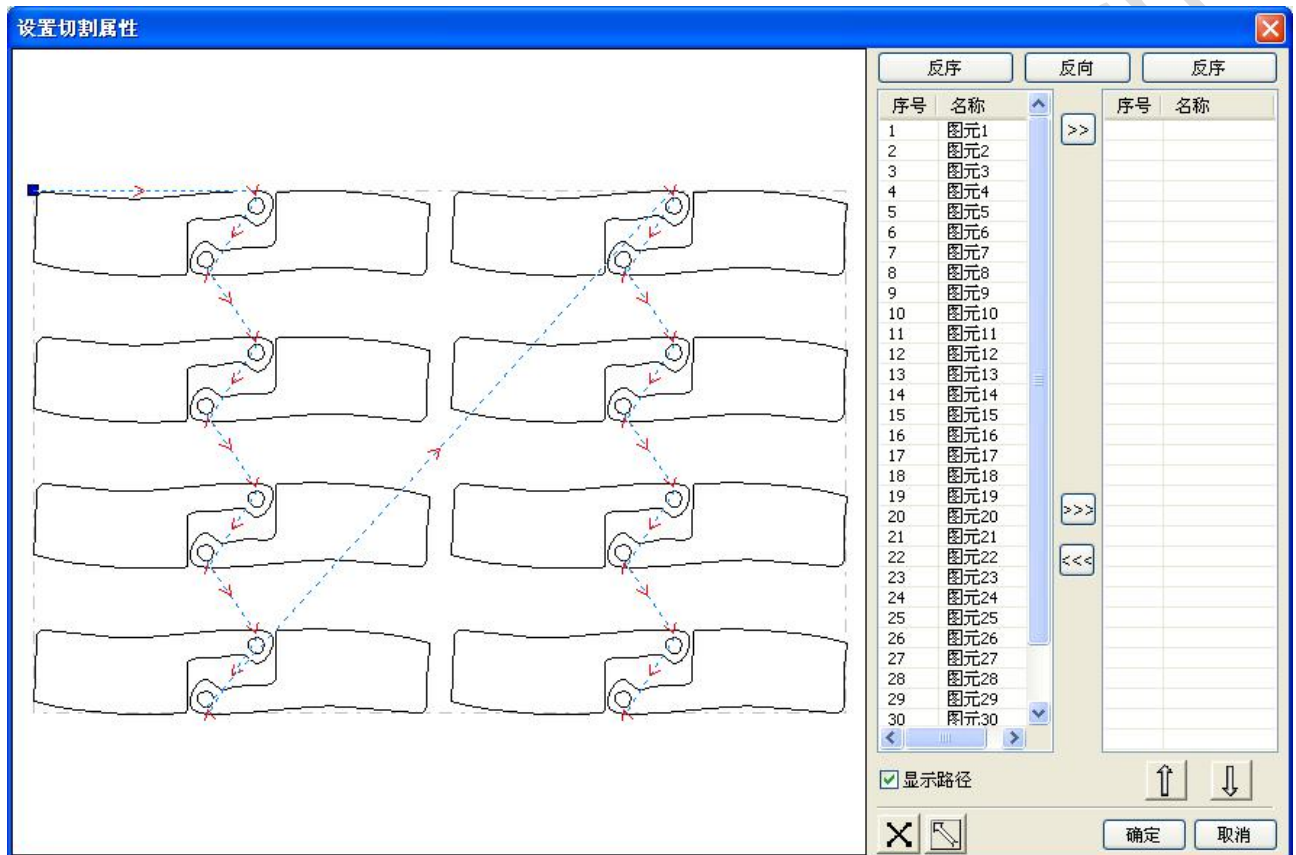 设置切割属性
反序 反向 反序
序号 名称 序号 名称
1 图元1 >>
2 图元2
3 图元3
4 图元4
5 图元5
6 图元6
7 图元7
8 图元8
9 图元9
10 图元10
11 图元11
12 图元12
13 图元13
14 图元14
15 图元15
16 图元16
17 图元17
18 图元18
19 图元19
20 图元20 >>>
21 图元21
22 图元22 <<<
23 图元23
24 图元24
25 图元25
26 图元26
27 图元27
28 图元28
29 图元29
30 图元30
显示路径
确定 取消